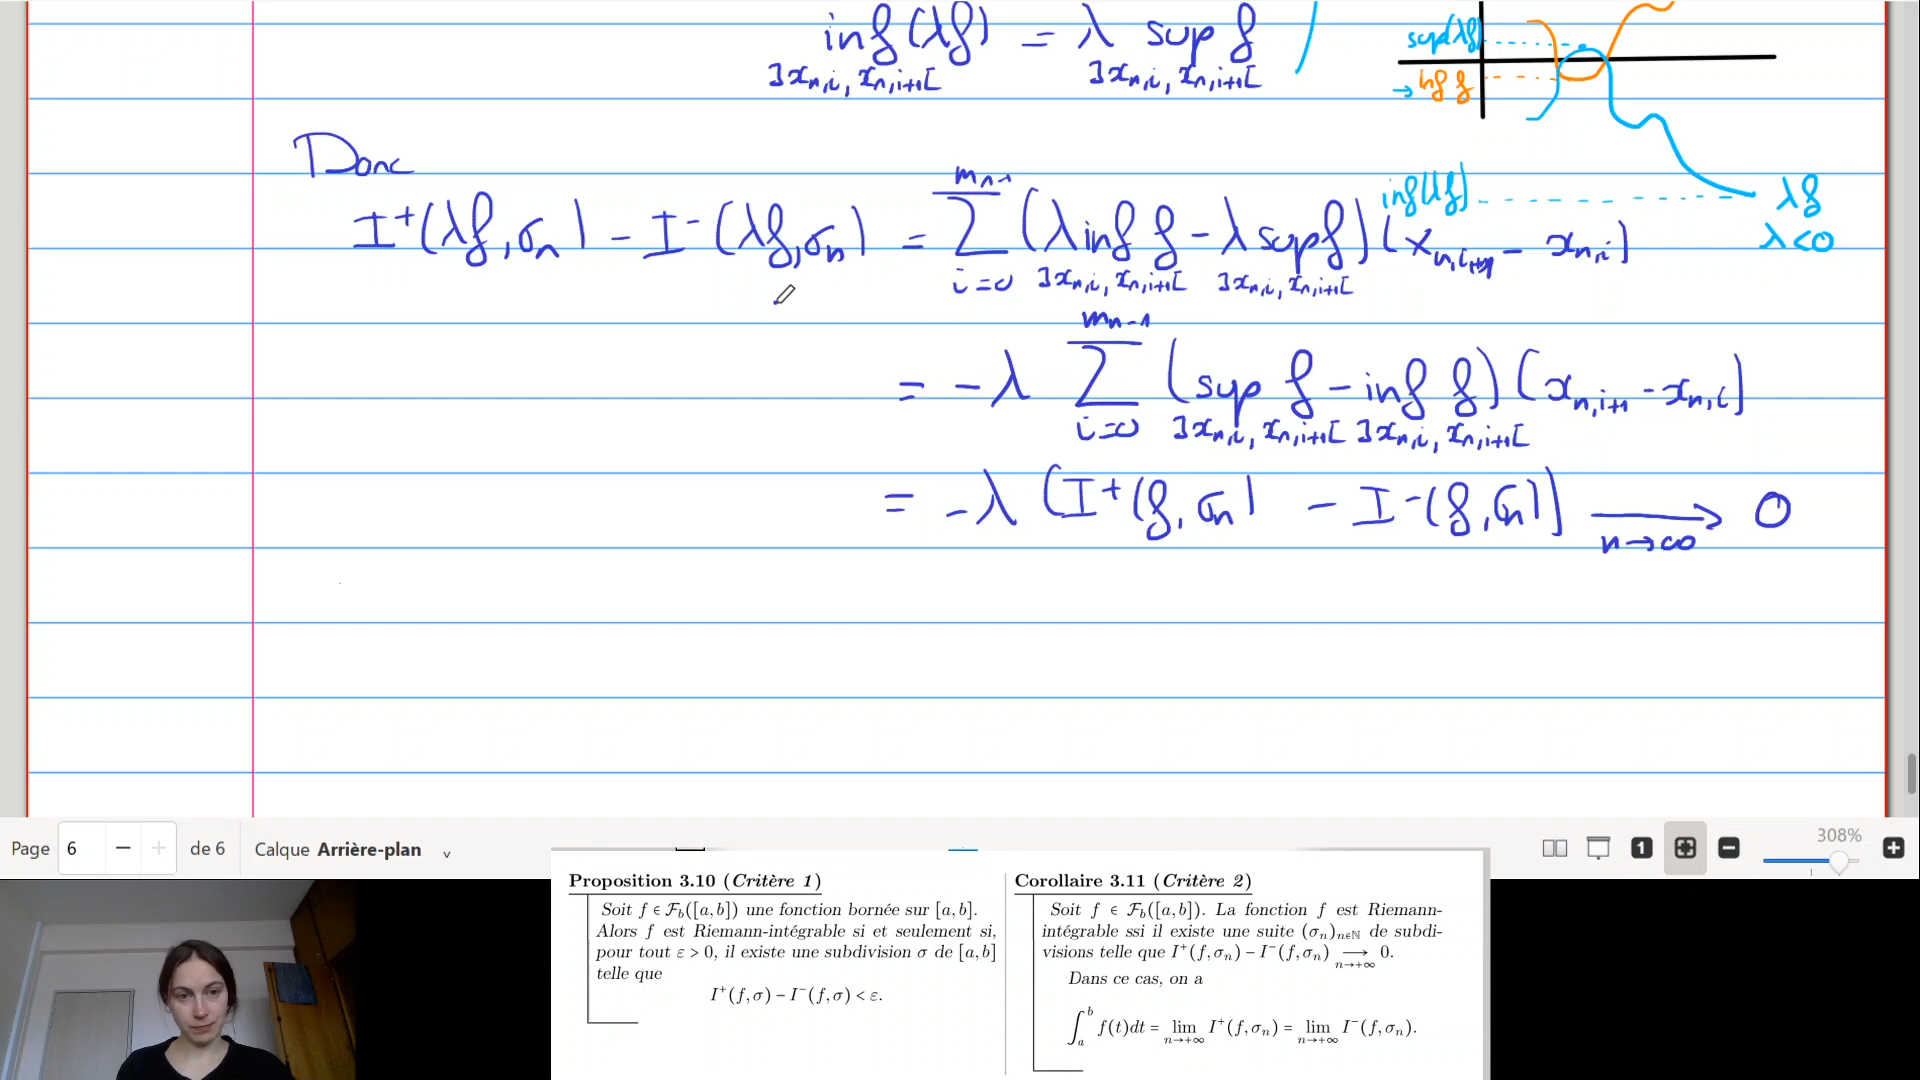 inf (λf) = λ sup f
]x_{n,i}, x_{n,i+1}[ ]x_{n,i}, x_{n,i+1}[
sup(λf)
→ inf f
Donc
I⁺(λf, σ_n) − I⁻(λf, σ_n) = ∑_{i=0}^{m_n−1} (λ inf f − λ sup f)(x_{n,i+1} − x_{n,i})
]x_{n,i}, x_{n,i+1}[ ]x_{n,i}, x_{n,i+1}[
inf(λf)
λf
λ<0
= −λ ∑_{i=0}^{m_n−1} (sup f − inf f)(x_{n,i+1} − x_{n,i})
]x_{n,i}, x_{n,i+1}[ ]x_{n,i}, x_{n,i+1}[
= −λ (I⁺(f, σ_n) − I⁻(f, σ_n)) ⟶ 0
n→∞
Page 6 − + de 6 Calque Arrière-plan
1
308%
Proposition 3.10 (Critère 1)
Soit f ∈ 𝓕_b([a, b]) une fonction bornée sur [a, b].
Alors f est Riemann-intégrable si et seulement si,
pour tout ε > 0, il existe une subdivision σ de [a, b]
telle que
I⁺(f, σ) − I⁻(f, σ) < ε.
Corollaire 3.11 (Critère 2)
Soit f ∈ 𝓕_b([a, b]). La fonction f est Riemann-
intégrable ssi il existe une suite (σ_n)_{n∈ℕ} de subdi-
visions telle que I⁺(f, σ_n) − I⁻(f, σ_n) ⟶_{n→+∞} 0.
Dans ce cas, on a
∫_a^b f(t)dt = lim_{n→+∞} I⁺(f, σ_n) = lim_{n→+∞} I⁻(f, σ_n).